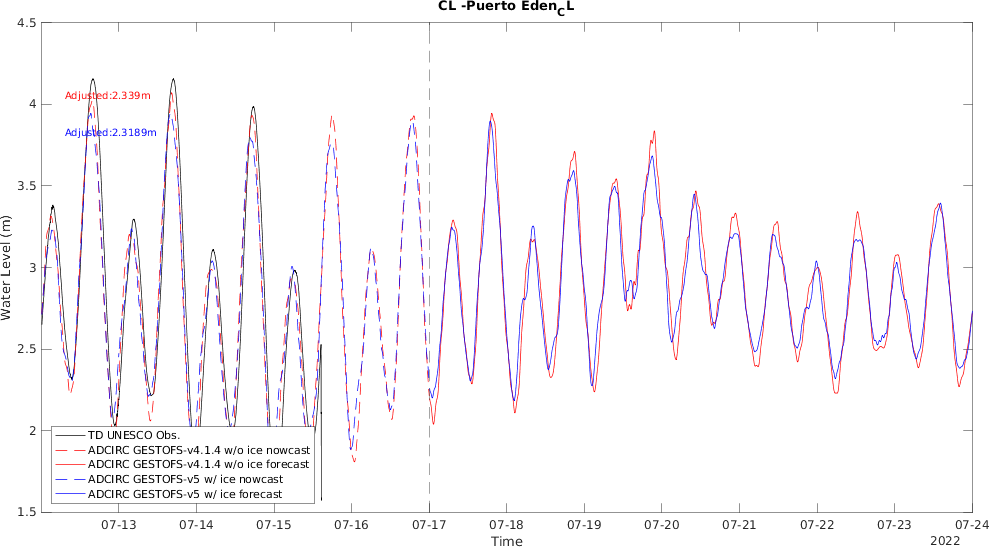 CL -Puerto Eden_CL
4.5
4
3.5
3
2.5
2
1.5
Water Level (m)
Adjusted:2.339m
Adjusted:2.3189m
TD UNESCO Obs.
ADCIRC GESTOFS-v4.1.4 w/o ice nowcast
ADCIRC GESTOFS-v4.1.4 w/o ice forecast
ADCIRC GESTOFS-v5 w/ ice nowcast
ADCIRC GESTOFS-v5 w/ ice forecast
07-13 07-14 07-15 07-16 07-17 07-18 07-19 07-20 07-21 07-22 07-23 07-24
Time
2022